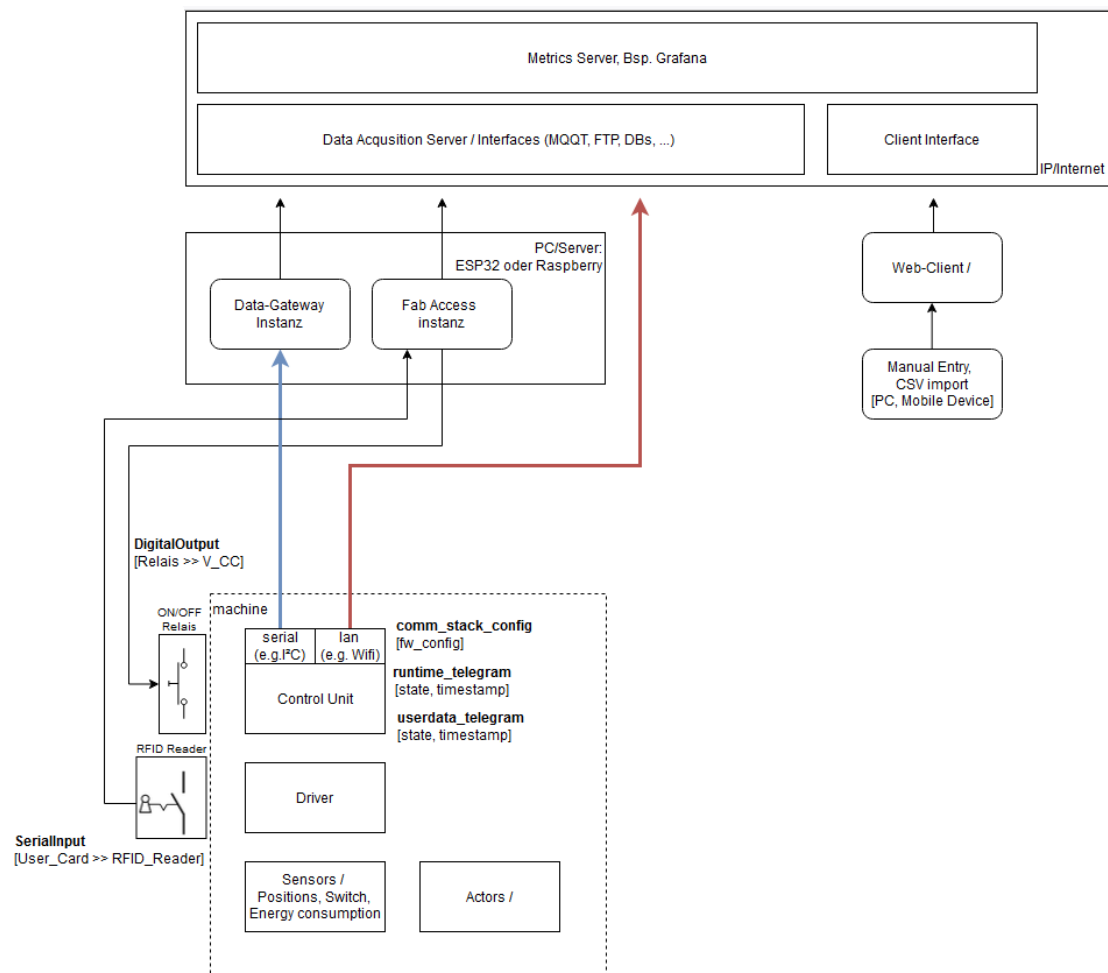 Metrics Server, Bsp. Grafana
Data Acqusition Server / Interfaces (MQQT, FTP, DBs, ...)
Client Interface
IP/Internet
PC/Server:
ESP32 oder Raspberry
Data-Gateway
Instanz
Fab Access
instanz
Web-Client /
Manual Entry,
CSV import
[PC, Mobile Device]
DigitalOutput
[Relais >> V_CC]
ON/OFF
Relais
machine
serial
(e.g.I²C)
lan
(e.g. Wifi)
Control Unit
comm_stack_config
[fw_config]
runtime_telegram
[state, timestamp]
userdata_telegram
[state, timestamp]
RFID Reader
Driver
SerialInput
[User_Card >> RFID_Reader]
Sensors /
Positions, Switch,
Energy consumption
Actors /